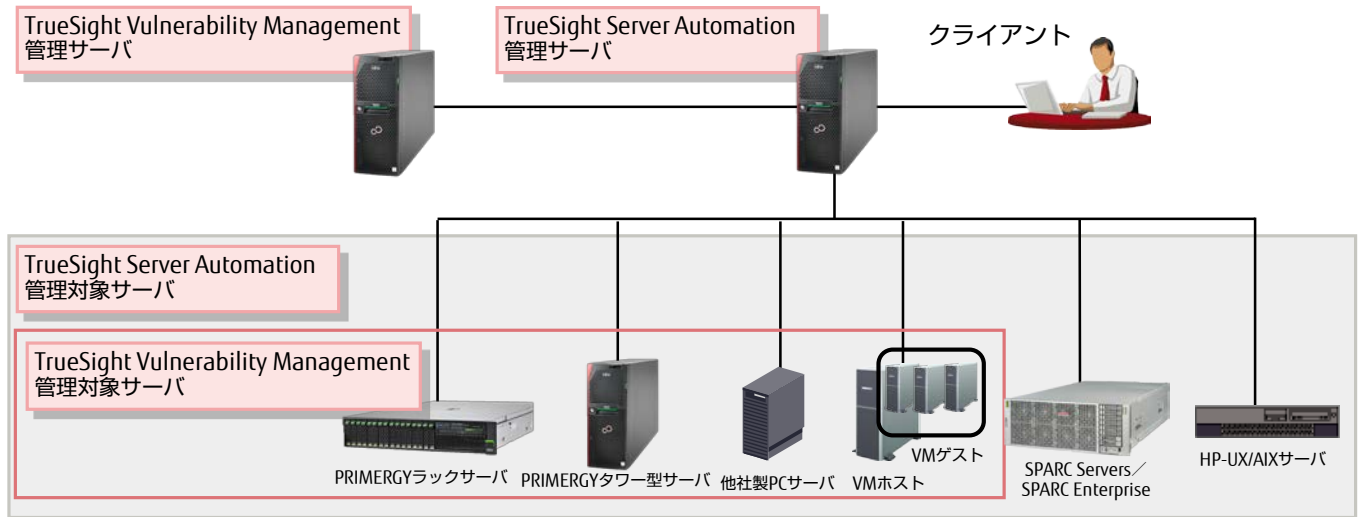 TrueSight Vulnerability Management
管理サーバ
TrueSight Server Automation
管理サーバ
クライアント
TrueSight Server Automation
管理対象サーバ
TrueSight Vulnerability Management
管理対象サーバ
PRIMERGYラックサーバ
PRIMERGYタワー型サーバ
他社製PCサーバ
VMホスト
VMゲスト
SPARC Servers／
SPARC Enterprise
HP-UX/AIXサーバ